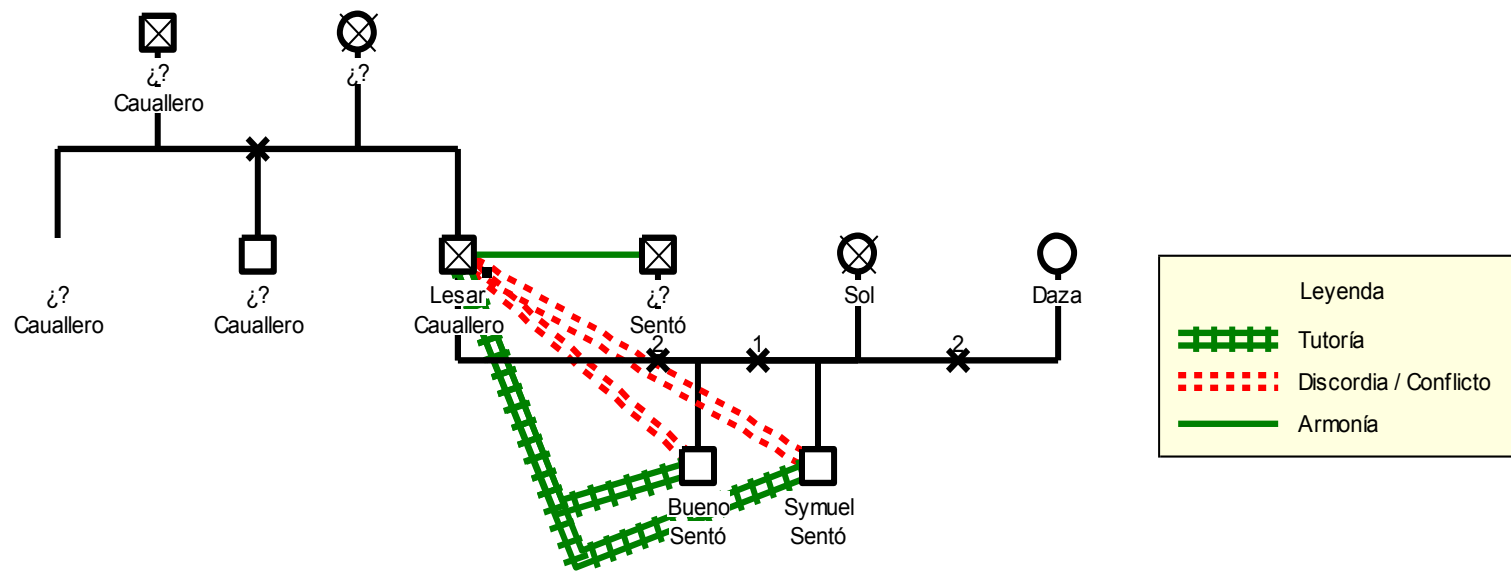 ¿?
Cauallero
¿?
¿?
Cauallero
¿?
Cauallero
Lesar
Cauallero
¿?
Sentó
Sol
Daza
2
1
2
Bueno
Sentó
Symuel
Sentó
Leyenda
Tutoría
Discordia / Conflicto
Armonía